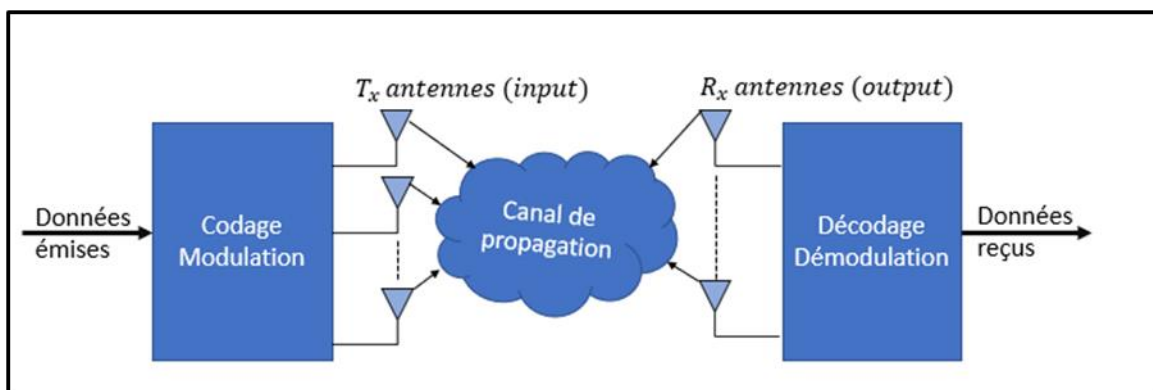 T_x antennes (input)
R_x antennes (output)
Données
émises
Codage
Modulation
Canal de
propagation
Décodage
Démodulation
Données
reçus